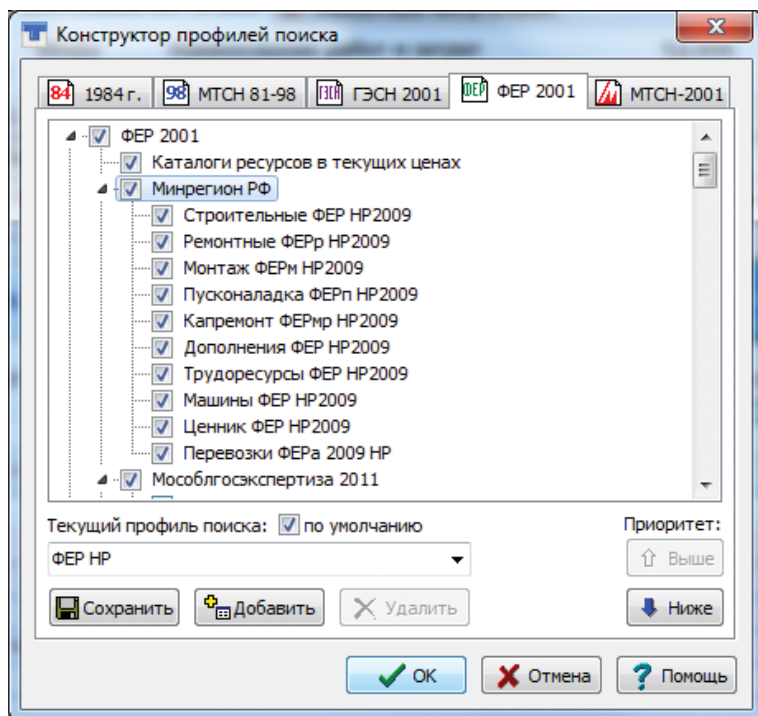 Конструктор профилей поиска
84 1984 г. 98 МТСН 81-98 ГЭСН ГЭСН 2001 ФЕР ФЕР 2001 МТСН-2001
ФЕР 2001
Каталоги ресурсов в текущих ценах
Минрегион РФ
Строительные ФЕР НР2009
Ремонтные ФЕРр НР2009
Монтаж ФЕРм НР2009
Пусконаладка ФЕРп НР2009
Капремонт ФЕРмр НР2009
Дополнения ФЕР НР2009
Трудоресурсы ФЕР НР2009
Машины ФЕР НР2009
Ценник ФЕР НР2009
Перевозки ФЕРа 2009 НР
Мособлгосэкспертиза 2011
Текущий профиль поиска: по умолчанию Приоритет:
ФЕР НР Выше
Сохранить Добавить Удалить Ниже
ОК Отмена Помощь